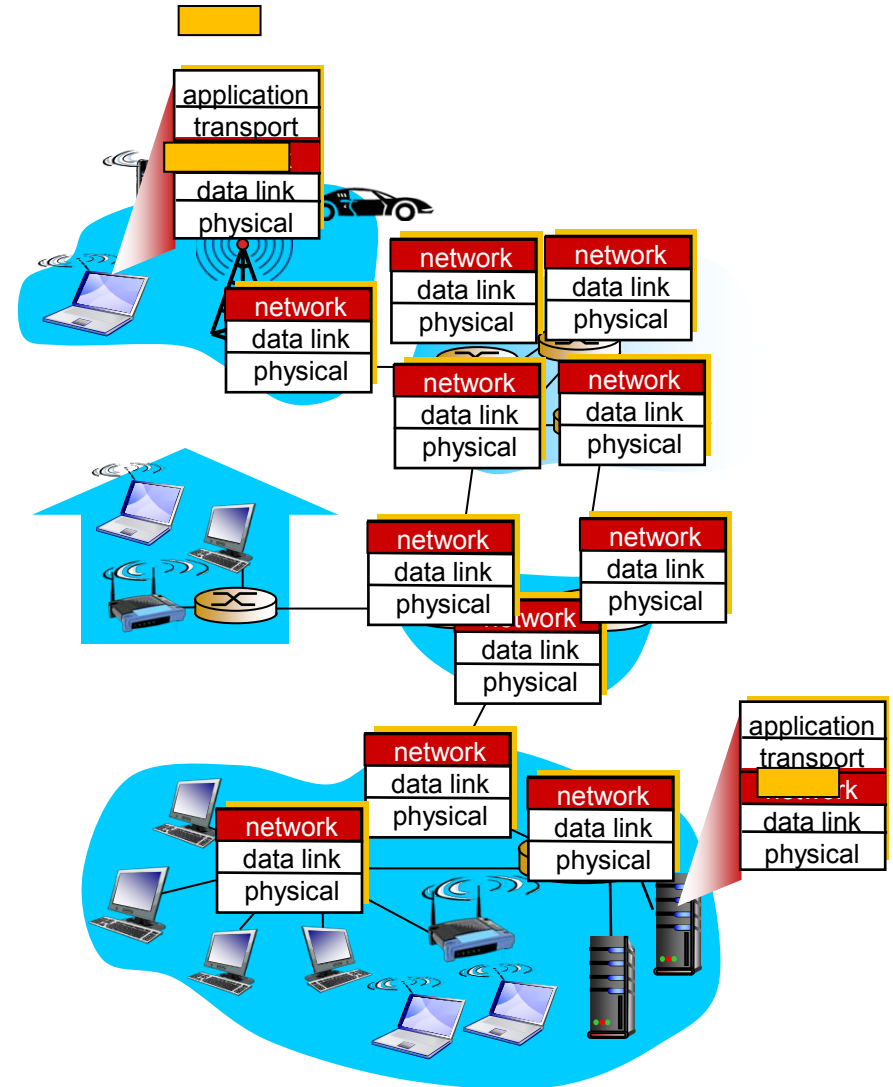 application
transport
data link
physical
network
data link
physical
network
data link
physical
network
data link
physical
network
data link
physical
network
data link
physical
network
data link
physical
network
data link
physical
network
data link
physical
network
data link
physical
network
data link
physical
network
data link
physical
application
transport
network
data link
physical